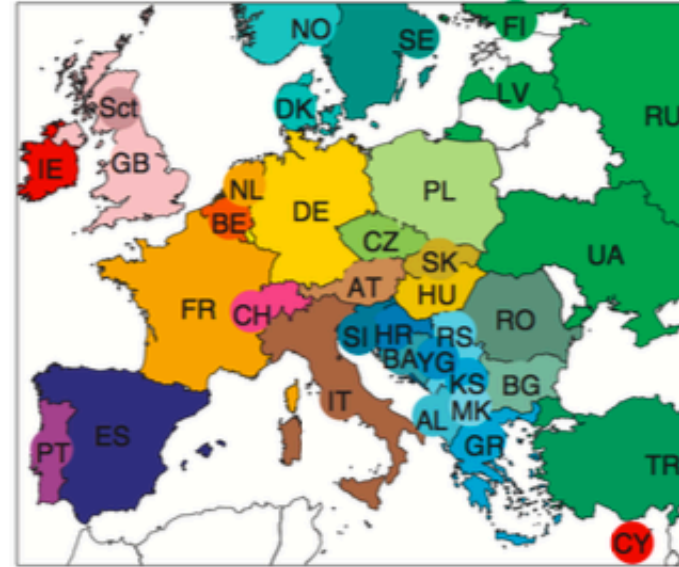 NO
FI
SE
Sct
DK
LV
RU
IE
GB
NL
DE
PL
BE
CZ
UA
SK
FR
CH
AT
HU
RO
SI
HR
RS
BA
YG
KS
BG
IT
AL
MK
PT
ES
GR
TR
CY